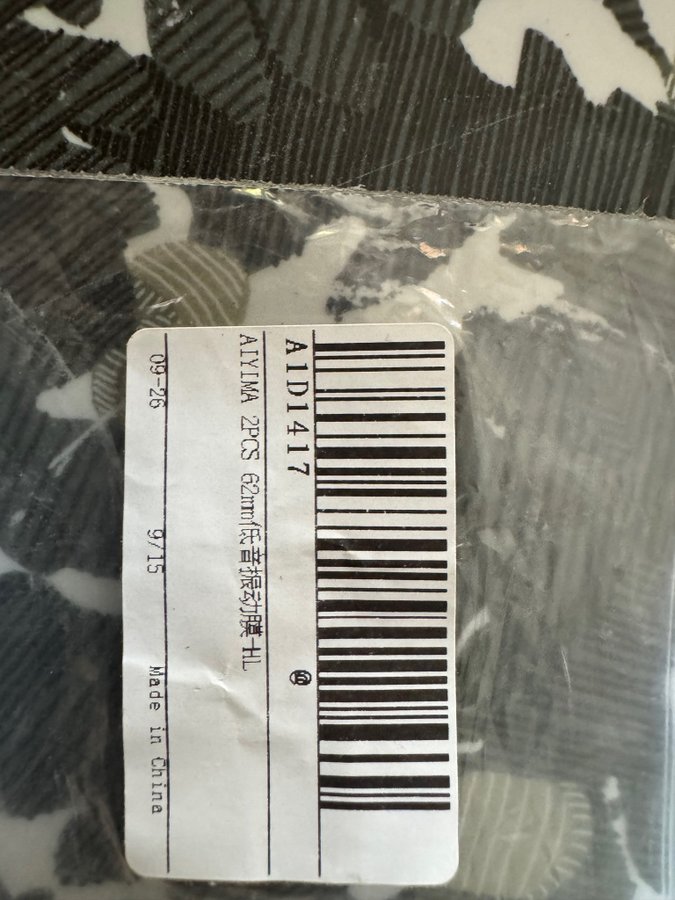 A1D1417
AIYIMA 2PCS 62mm低音振动膜-HL
09-26 9/15 Made in China